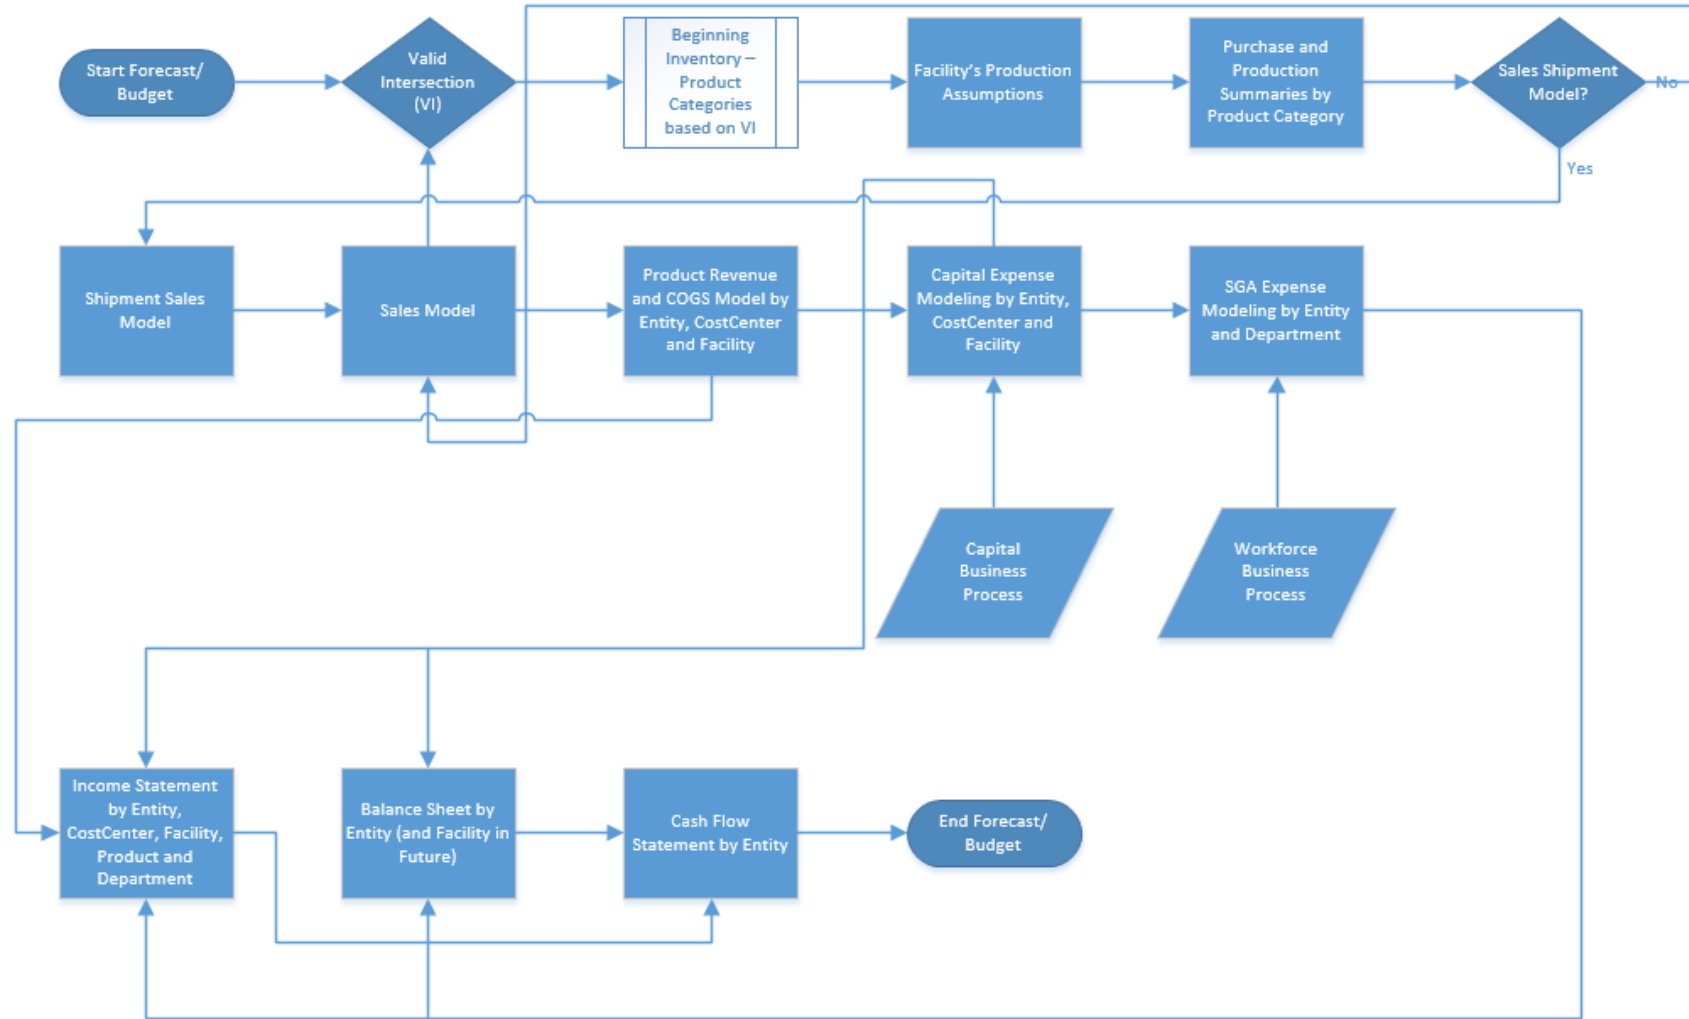 Start Forecast/
Budget
Valid
Intersection
(VI)
Beginning
Inventory –
Product
Categories
based on VI
Facility's Production
Assumptions
Purchase and
Production
Summaries by
Product Category
Sales Shipment
Model?
No
Yes
Shipment Sales
Model
Sales Model
Product Revenue
and COGS Model by
Entity, CostCenter
and Facility
Capital Expense
Modeling by Entity,
CostCenter and
Facility
SGA Expense
Modeling by Entity
and Department
Capital
Business
Process
Workforce
Business
Process
Income Statement
by Entity,
CostCenter, Facility,
Product and
Department
Balance Sheet by
Entity (and Facility in
Future)
Cash Flow
Statement by Entity
End Forecast/
Budget